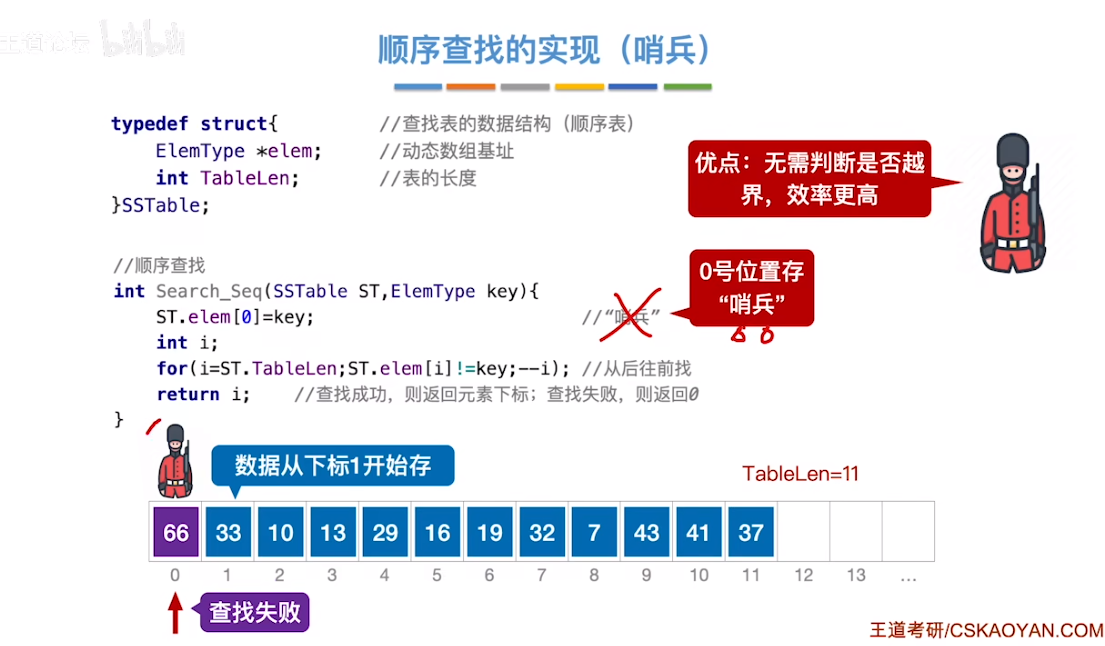 王道论坛 bilibili
顺序查找的实现（哨兵）
typedef struct{ //查找表的数据结构（顺序表）
ElemType *elem; //动态数组基址
int TableLen; //表的长度
}SSTable;
优点：无需判断是否越
界，效率更高
//顺序查找
int Search_Seq(SSTable ST,ElemType key){
ST.elem[0]=key; //“哨兵”
0号位置存
“哨兵”
int i;
for(i=ST.TableLen;ST.elem[i]!=key;--i); //从后往前找
return i; //查找成功，则返回元素下标；查找失败，则返回0
}
数据从下标1开始存
TableLen=11
66 33 10 13 29 16 19 32 7 43 41 37
0 1 2 3 4 5 6 7 8 9 10 11 12 13 …
查找失败
王道考研/CSKAOYAN.COM